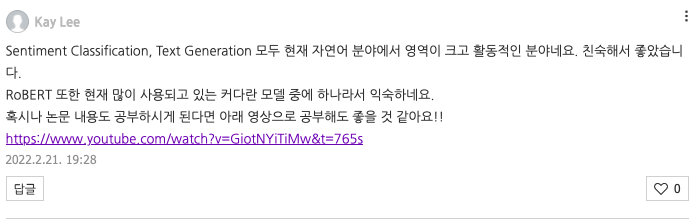 Kay Lee
Sentiment Classification, Text Generation 모두 현재 자연어 분야에서 영역이 크고 활동적인 분야네요. 친숙해서 좋았습니
다.
RoBERT 또한 현재 많이 사용되고 있는 커다란 모델 중에 하나라서 익숙하네요.
혹시나 논문 내용도 공부하시게 된다면 아래 영상으로 공부해도 좋을 것 같아요!!
https://www.youtube.com/watch?v=GiotNYiTiMw&t=765s
2022.2.21. 19:28
답글
0